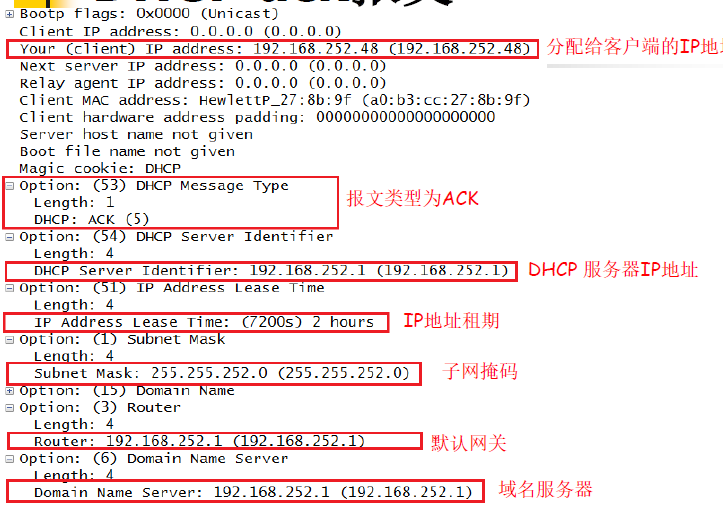 Bootp flags: 0x0000 (Unicast)
Client IP address: 0.0.0.0 (0.0.0.0)
Your (client) IP address: 192.168.252.48 (192.168.252.48) 分配给客户端的IP地
Next server IP address: 0.0.0.0 (0.0.0.0)
Relay agent IP address: 0.0.0.0 (0.0.0.0)
Client MAC address: HewlettP_27:8b:9f (a0:b3:cc:27:8b:9f)
Client hardware address padding: 00000000000000000000
Server host name not given
Boot file name not given
Magic cookie: DHCP
Option: (53) DHCP Message Type
Length: 1 报文类型为ACK
DHCP: ACK (5)
Option: (54) DHCP Server Identifier
Length: 4
DHCP Server Identifier: 192.168.252.1 (192.168.252.1) DHCP 服务器IP地址
Option: (51) IP Address Lease Time
Length: 4
IP Address Lease Time: (7200s) 2 hours IP地址租期
Option: (1) Subnet Mask
Length: 4
Subnet Mask: 255.255.252.0 (255.255.252.0) 子网掩码
Option: (15) Domain Name
Option: (3) Router
Length: 4
Router: 192.168.252.1 (192.168.252.1) 默认网关
Option: (6) Domain Name Server
Length: 4
Domain Name Server: 192.168.252.1 (192.168.252.1) 域名服务器